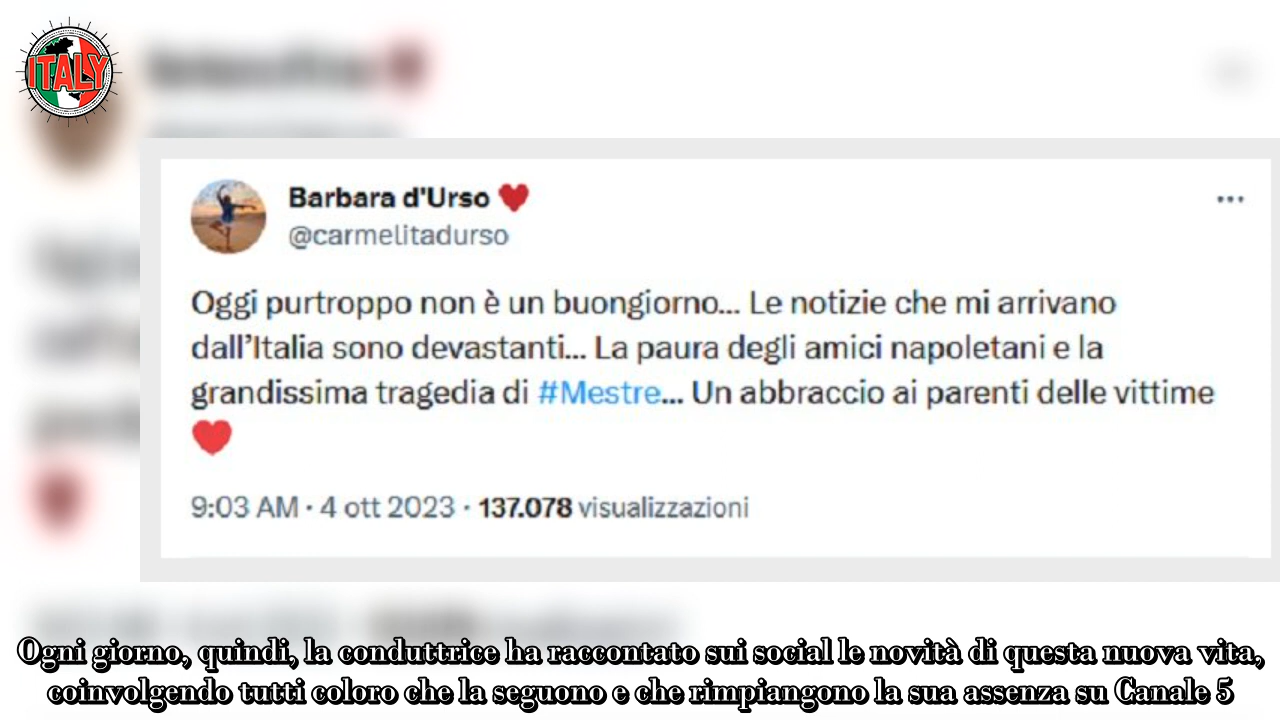 ITALY
Barbara d'Urso ❤️
@carmelitadurso
Oggi purtroppo non è un buongiorno... Le notizie che mi arrivano
dall’Italia sono devastanti... La paura degli amici napoletani e la
grandissima tragedia di #Mestre... Un abbraccio ai parenti delle vittime
❤️
9:03 AM · 4 ott 2023 · 137.078 visualizzazioni
Ogni giorno, quindi, la conduttrice ha raccontato sui social le novità di questa nuova vita,
coinvolgendo tutti coloro che la seguono e che rimpiangono la sua assenza su Canale 5